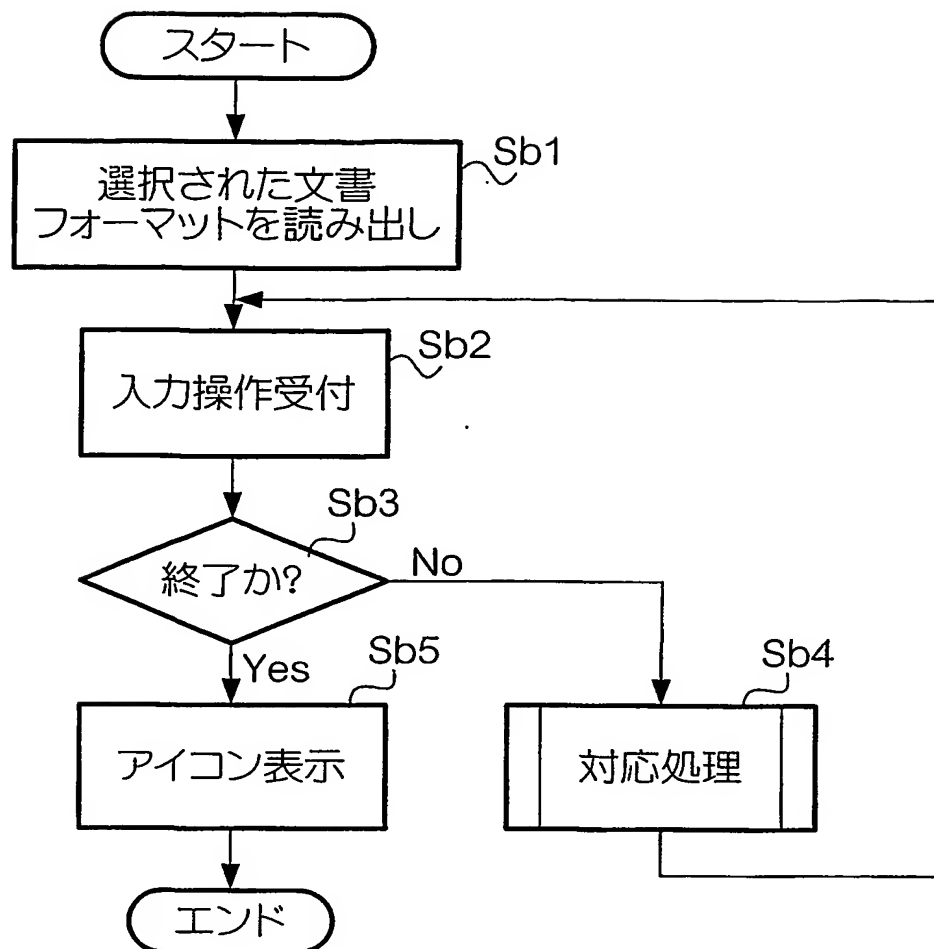 スタート
Sb1
選択された文書
フォーマットを読み出し
Sb2
入力操作受付
Sb3
終了か?
No
Yes
Sb5
Sb4
アイコン表示
対応処理
エンド